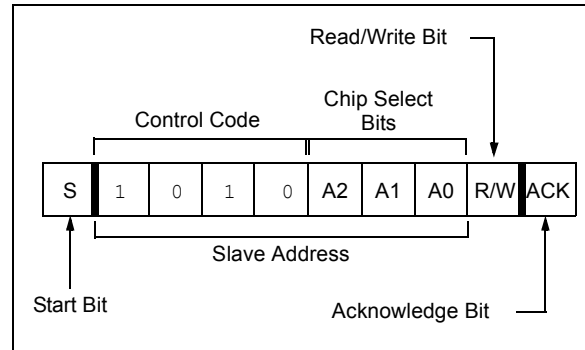 Read/Write Bit
Chip Select
Bits
Control Code
S 1 0 1 0 A2 A1 A0 R/W ACK
Slave Address
Start Bit
Acknowledge Bit